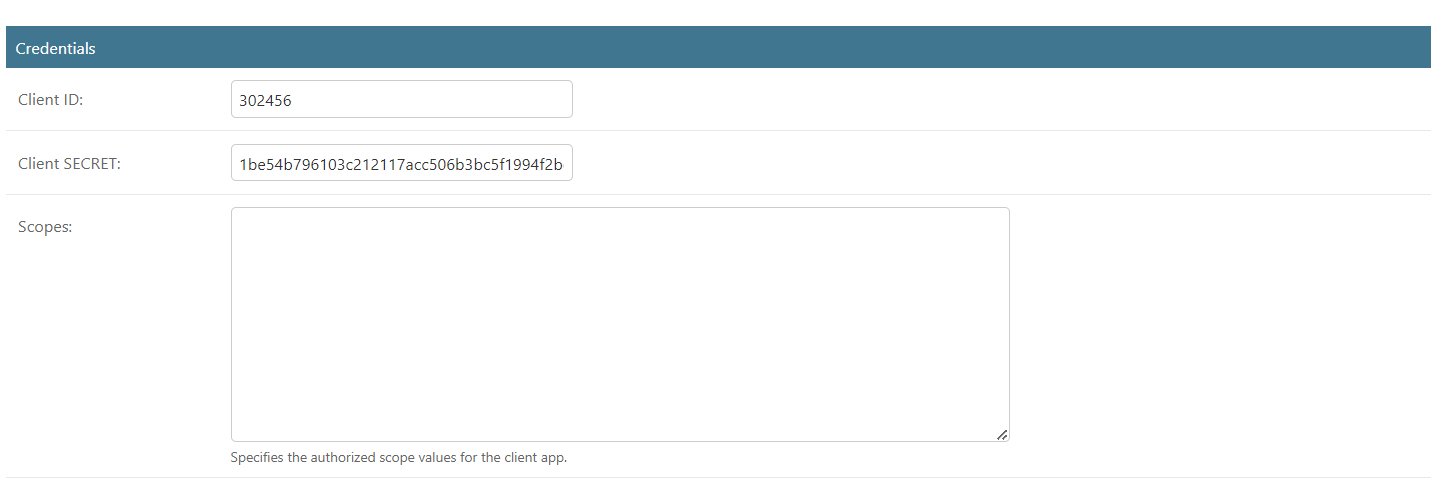 Credentials
Client ID:
302456
Client SECRET:
1be54b796103c212117acc506b3bc5f1994f2b
Scopes:
Specifies the authorized scope values for the client app.